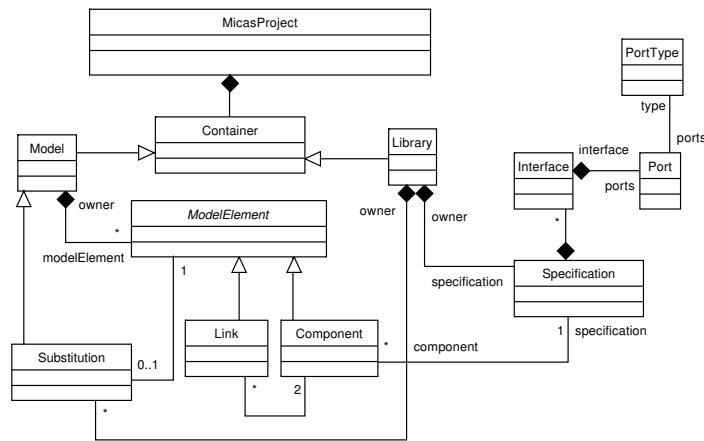 MicasProject
PortType
type
Container
Model
Library
interface
ports
Interface
ports
Port
owner
owner
owner
ModelElement
*
*
modelElement
1
specification
Specification
Link
Component
1 specification
*
component
Substitution
0..1
*
2
*